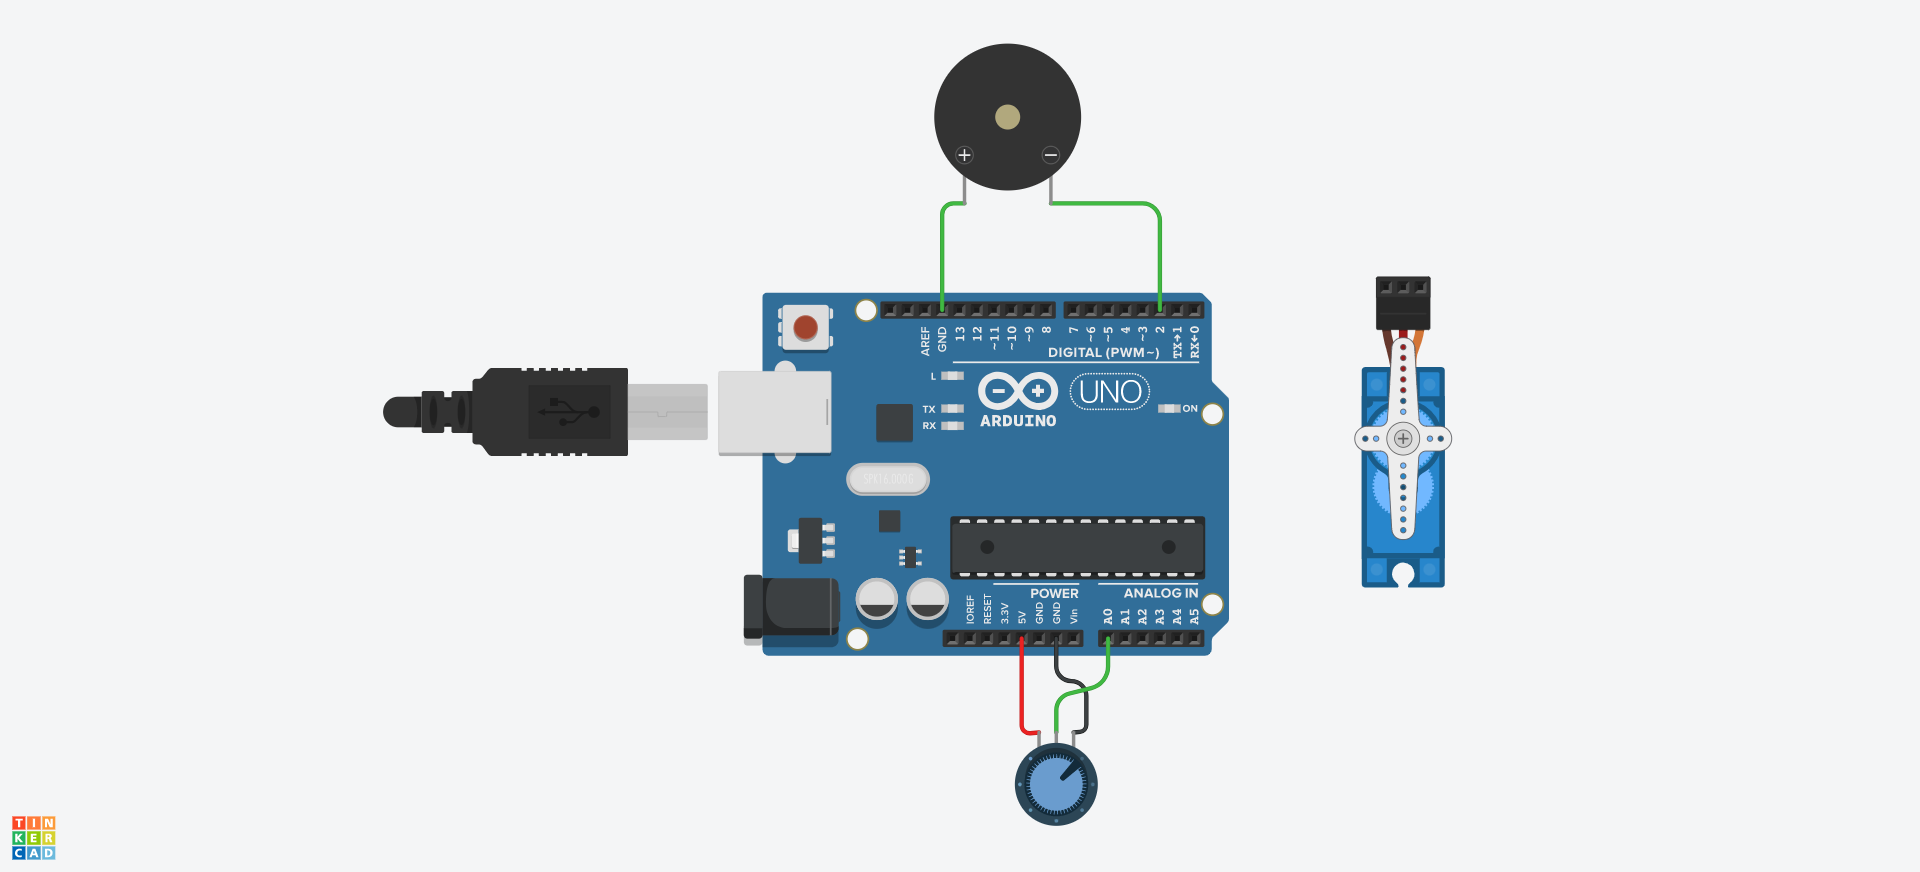 AREF
GND
13
12
~11
~10
~9
8
7
~6
~5
4
~3
2
TX→1
RX←0
DIGITAL (PWM~)
L
TX
RX
ON
UNO
ARDUINO
SPK16.000G
POWER
ANALOG IN
IOREF
RESET
3.3V
5V
GND
GND
Vin
A0
A1
A2
A3
A4
A5
TIN
KER
CAD